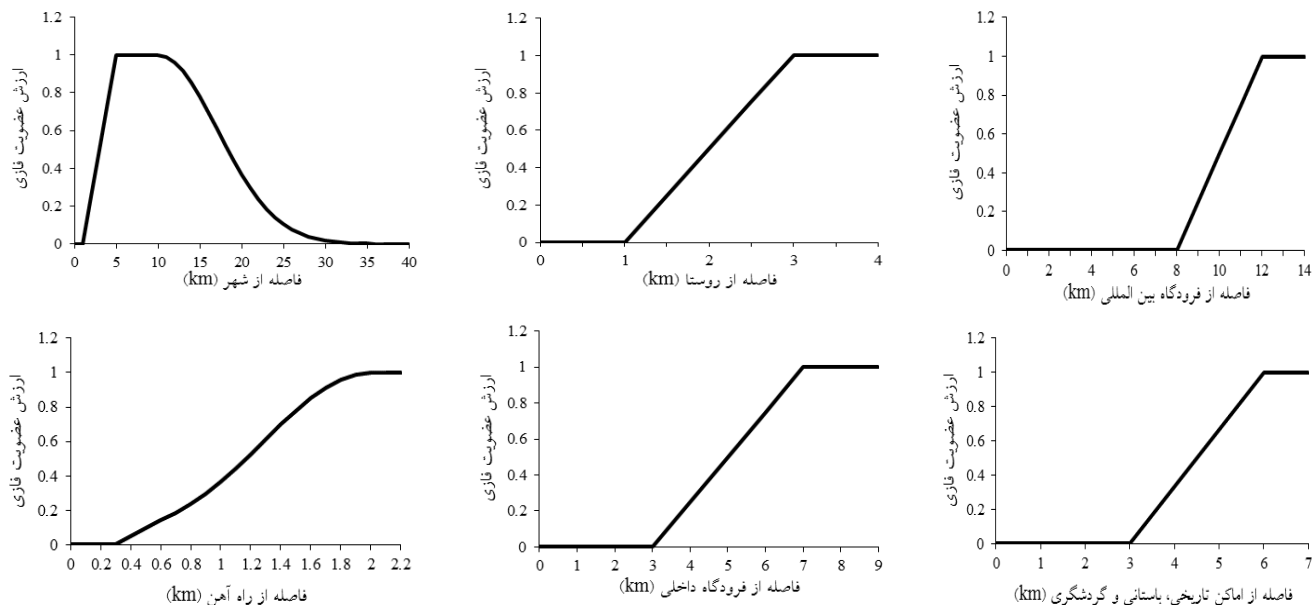 1.2
1
0.8
0.6
0.4
0.2
0
ارزش عضویت فازی
0 5 10 15 20 25 30 35 40
فاصله از شهر (km)
1.2
1
0.8
0.6
0.4
0.2
0
ارزش عضویت فازی
0 1 2 3 4
فاصله از روستا (km)
1.2
1
0.8
0.6
0.4
0.2
0
ارزش عضویت فازی
0 2 4 6 8 10 12 14
فاصله از فرودگاه بین المللی (km)
1.2
1
0.8
0.6
0.4
0.2
0
ارزش عضویت فازی
0 0.2 0.4 0.6 0.8 1 1.2 1.4 1.6 1.8 2 2.2
فاصله از راه آهن (km)
1.2
1
0.8
0.6
0.4
0.2
0
ارزش عضویت فازی
0 1 2 3 4 5 6 7 8 9
فاصله از فرودگاه داخلی (km)
1.2
1
0.8
0.6
0.4
0.2
0
ارزش عضویت فازی
0 1 2 3 4 5 6 7
فاصله از اماکن تاریخی، باستانی و گردشگری (km)